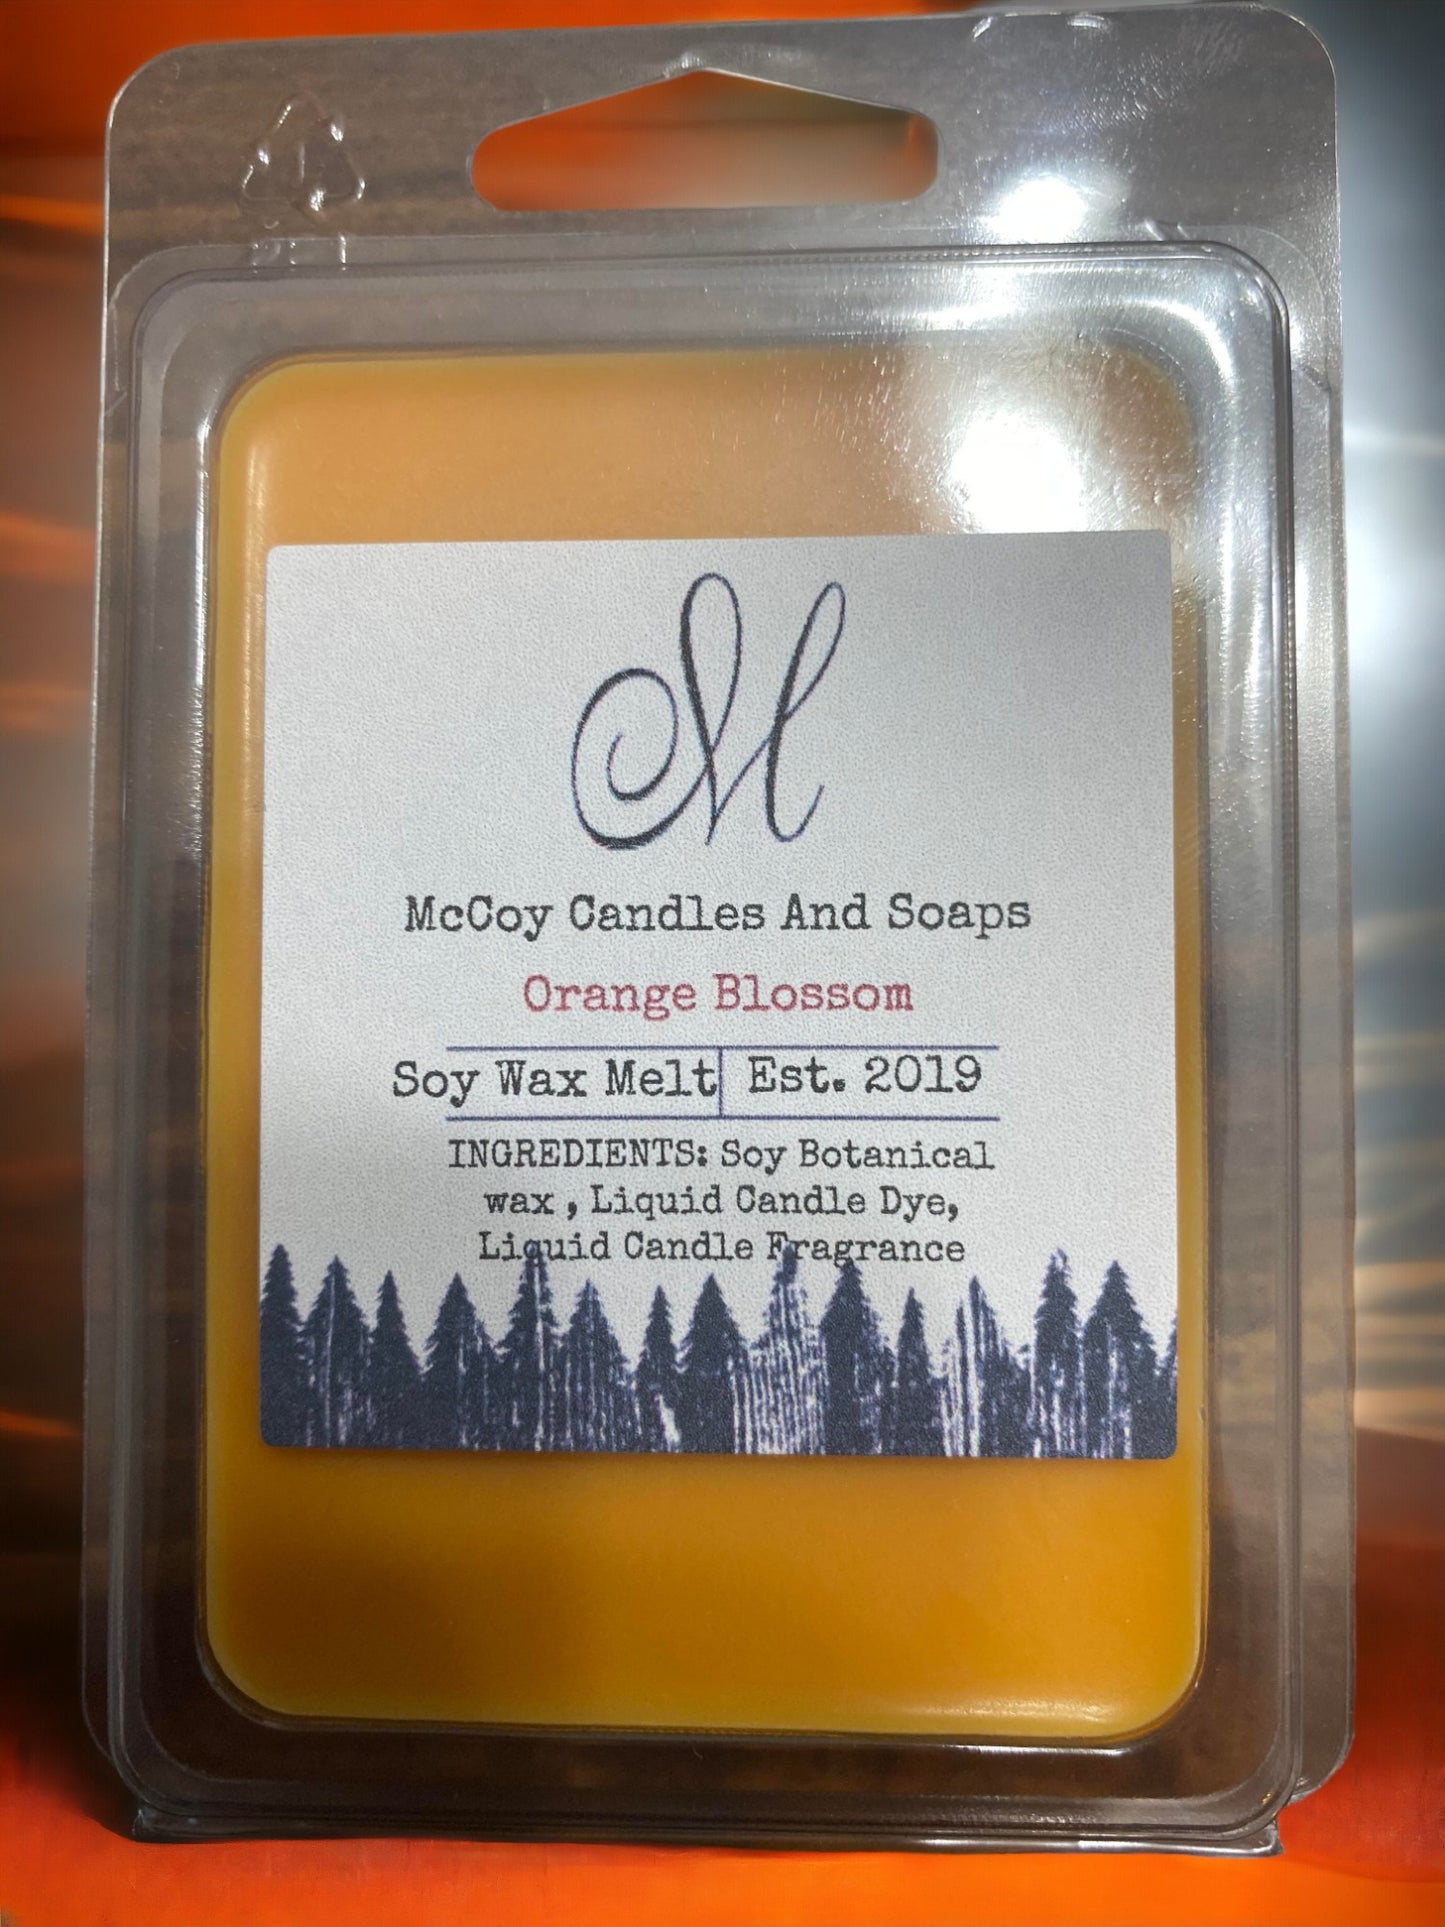 M
McCoy Candles And Soaps
Orange Blossom
Soy Wax Melt Est. 2019
INGREDIENTS: Soy Botanical
wax , Liquid Candle Dye,
Liquid Candle Fragrance